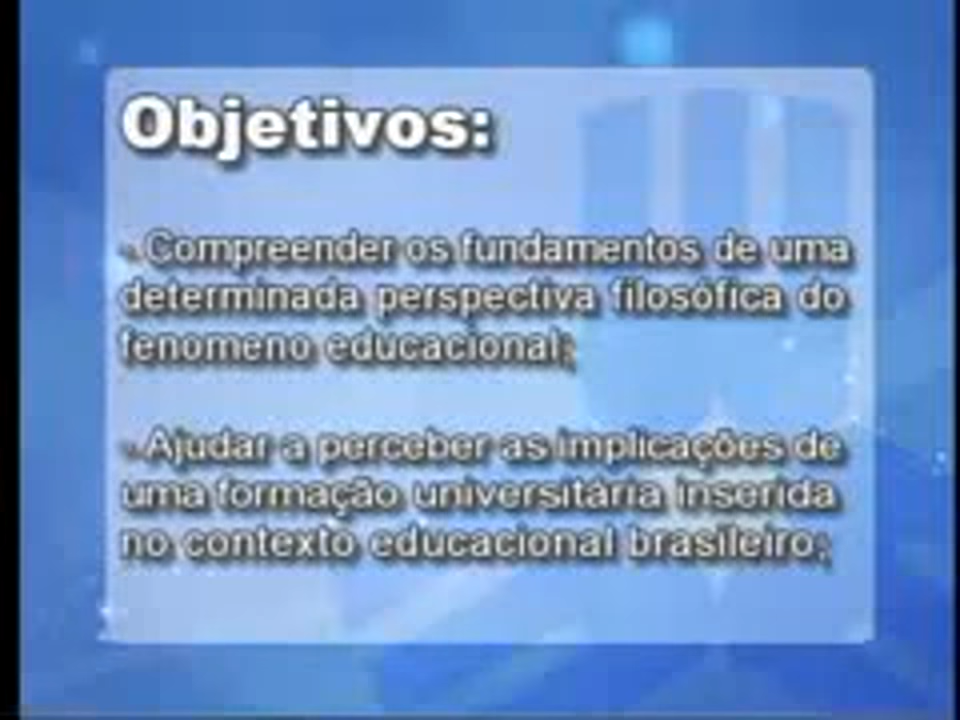 Objetivos:
- Compreender os fundamentos de uma
determinada perspectiva filosófica do
fenomeno educacional;
- Ajudar a perceber as implicações de
uma formação universitária inserida
no contexto educacional brasileiro;